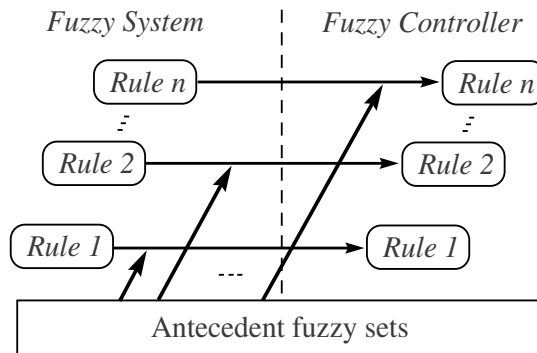 Fuzzy System Fuzzy Controller
Rule n Rule n
Rule 2 Rule 2
Rule 1 Rule 1
Antecedent fuzzy sets